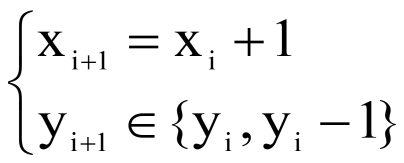 x_{i+1} = x_i + 1
y_{i+1} ∈ {y_i, y_i − 1}